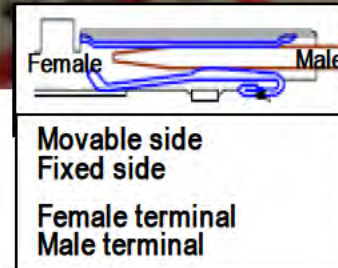 Female Male
Movable side
Fixed side
Female terminal
Male terminal